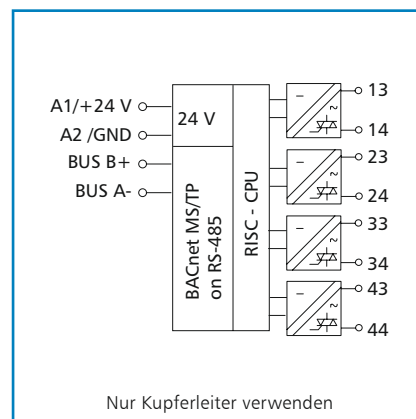 A1/+24 V
A2 /GND
BUS B+
BUS A-
24 V
BACnet MS/TP
on RS-485
RISC - CPU
– ~ 13
14
– ~ 23
24
– ~ 33
34
– ~ 43
44
Nur Kupferleiter verwenden